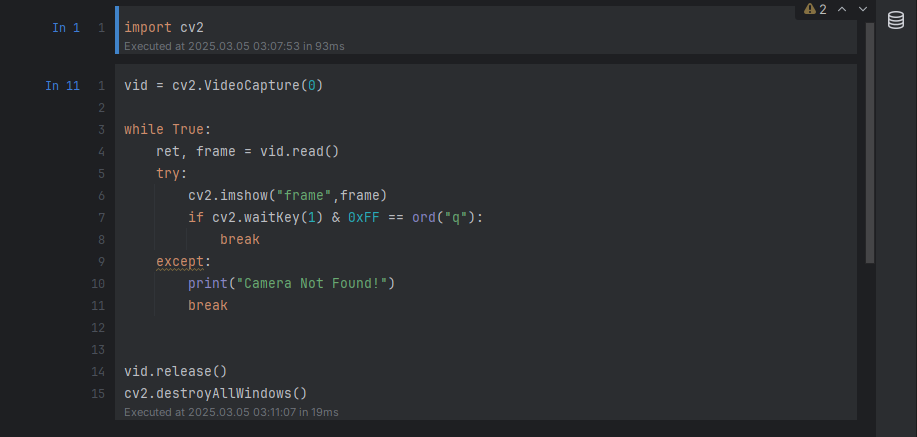 2
In 1 1 import cv2
Executed at 2025.03.05 03:07:53 in 93ms
In 11 1 vid = cv2.VideoCapture(0)
2
3 while True:
4     ret, frame = vid.read()
5     try:
6         cv2.imshow("frame",frame)
7         if cv2.waitKey(1) & 0xFF == ord("q"):
8             break
9     except:
10         print("Camera Not Found!")
11         break
12
13
14 vid.release()
15 cv2.destroyAllWindows()
Executed at 2025.03.05 03:11:07 in 19ms